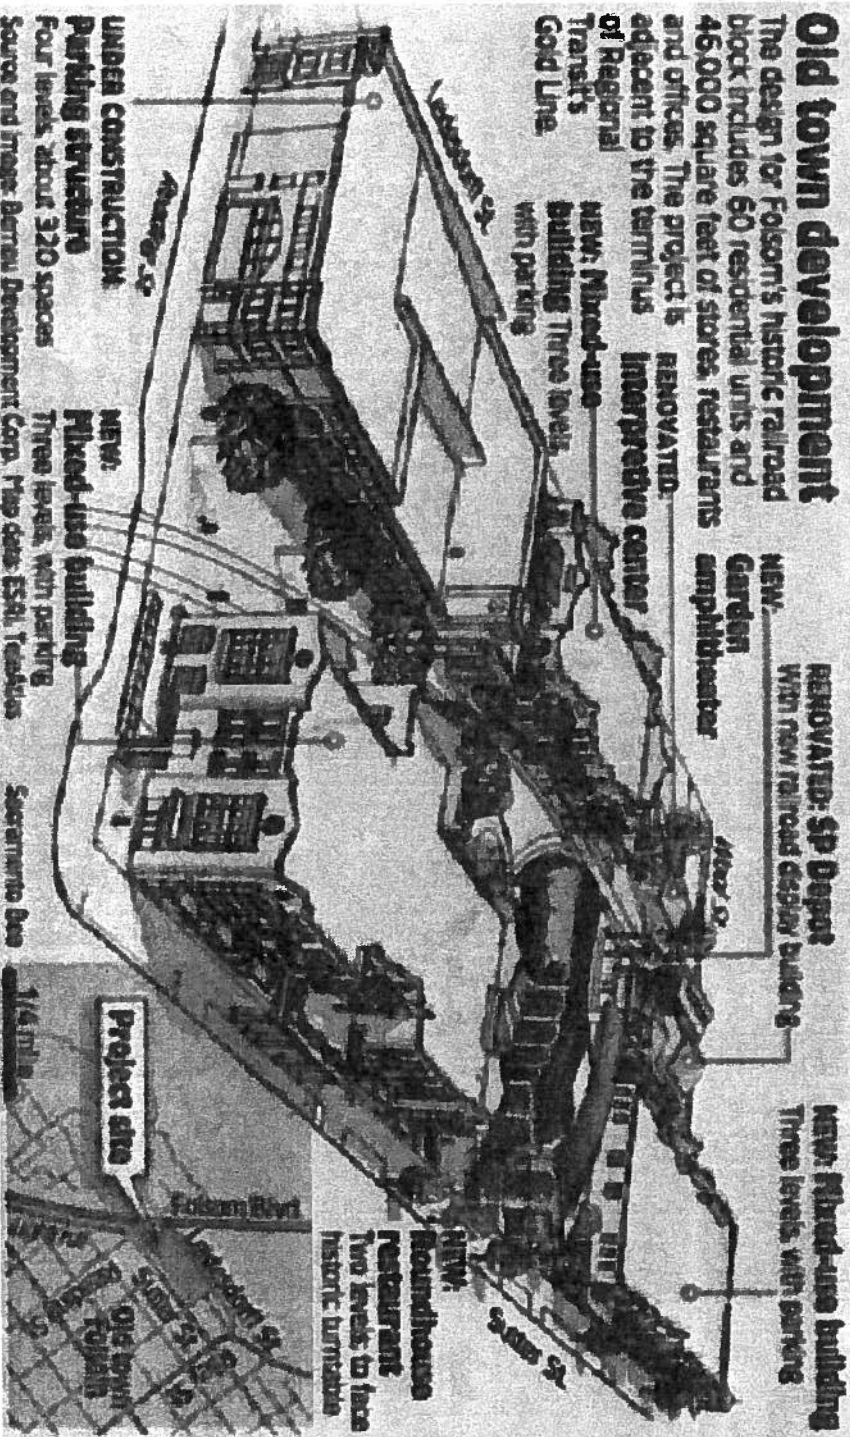 Old town development
The design for Folsom's historic railroad
block includes 60 residential units and
46,000 square feet of stores, restaurants
and offices. The project is
adjacent to the terminus
of Regional
Transit's
Gold Line.
RENOVATED: SP Depot
With new railroad display building
NEW: Mixed-use building
Three levels, with parking
NEW:
Garden
amphitheater
RENOVATED:
Interpretive center
NEW: Mixed-use
building Three levels,
with parking
Leidesdorff St.
Sutter St.
NEW:
Roundhouse
restaurant
Two levels to face
historic turntable
UNDER CONSTRUCTION
Parking structure
Four levels, about 320 spaces
NEW:
Mixed-use building
Three levels, with parking
Project site
Folsom Blvd.
Leidesdorff St.
Sutter St.
Old town
Folsom
1/4 mile
Source and image: Development Corp. Map data: ESRI, TeleAtlas
Sacramento Bee